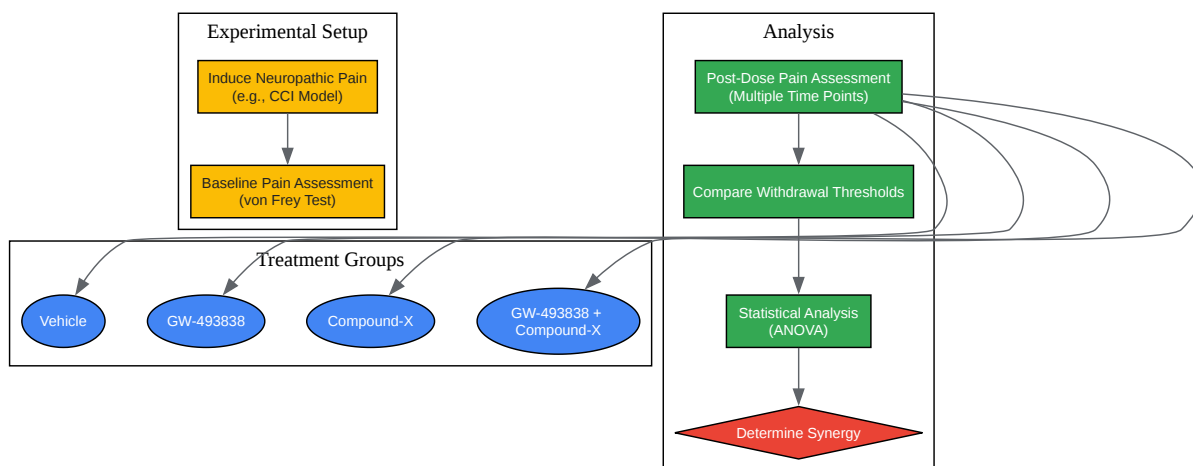 Experimental Setup
Induce Neuropathic Pain
(e.g., CCI Model)
Baseline Pain Assessment
(von Frey Test)
Treatment Groups
Vehicle
GW-493838
Compound-X
GW-493838 +
Compound-X
Analysis
Post-Dose Pain Assessment
(Multiple Time Points)
Compare Withdrawal Thresholds
Statistical Analysis
(ANOVA)
Determine Synergy